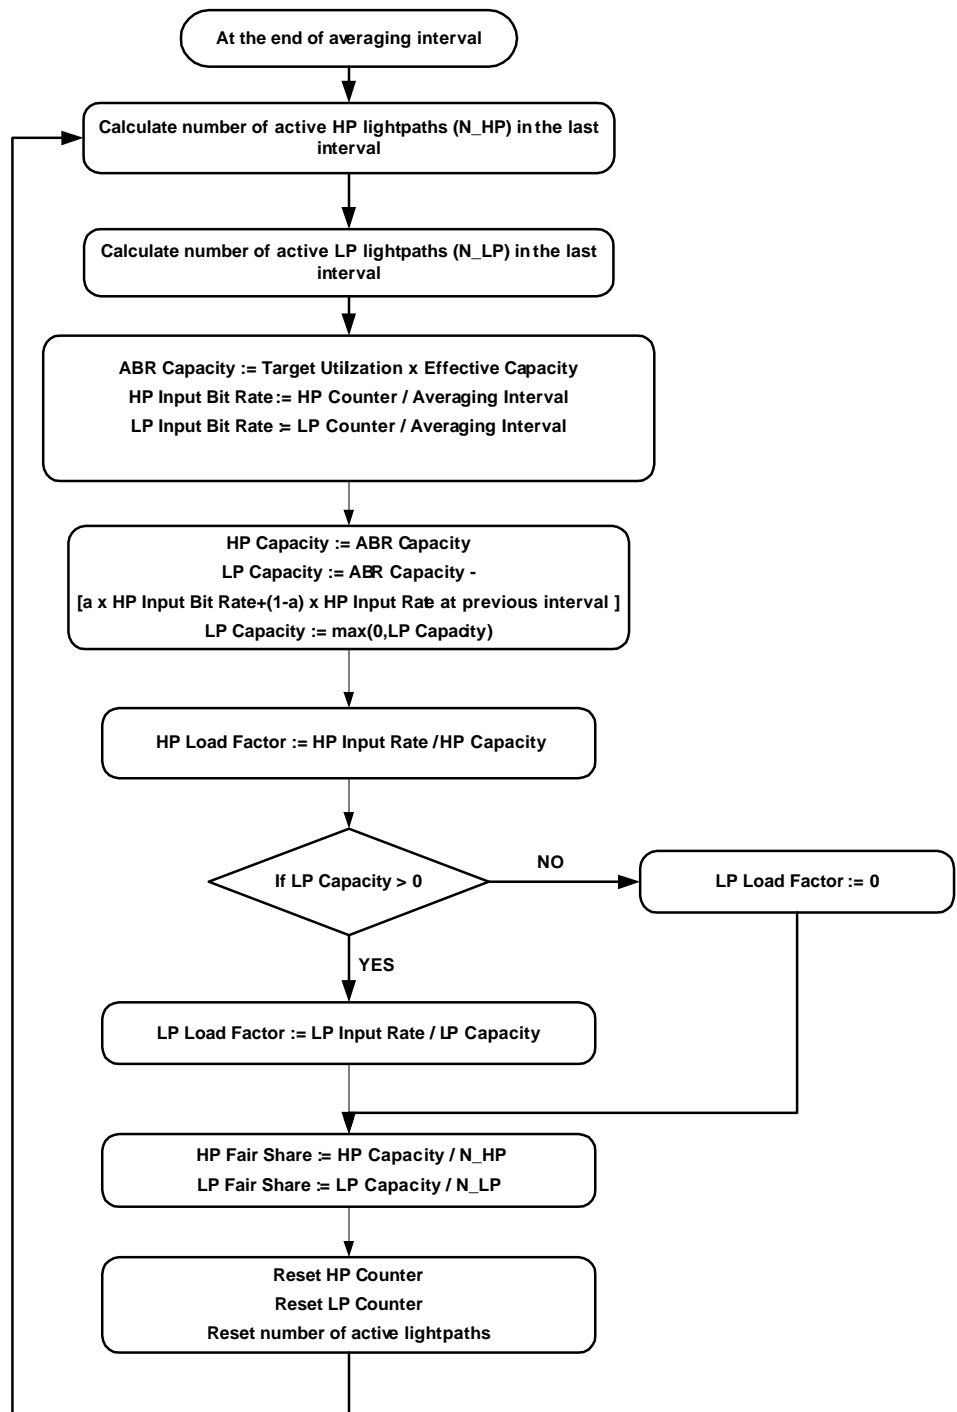 At the end of averaging interval
Calculate number of active HP lightpaths (N_HP) in the last
interval
Calculate number of active LP lightpaths (N_LP) in the last
interval
ABR Capacity := Target Utilization x Effective Capacity
HP Input Bit Rate := HP Counter / Averaging Interval
LP Input Bit Rate := LP Counter / Averaging Interval
HP Capacity := ABR Capacity
LP Capacity := ABR Capacity -
[a x HP Input Bit Rate+(1-a) x HP Input Rate at previous interval ]
LP Capacity := max(0,LP Capacity)
HP Load Factor := HP Input Rate / HP Capacity
If LP Capacity > 0
NO
LP Load Factor := 0
YES
LP Load Factor := LP Input Rate / LP Capacity
HP Fair Share := HP Capacity / N_HP
LP Fair Share := LP Capacity / N_LP
Reset HP Counter
Reset LP Counter
Reset number of active lightpaths